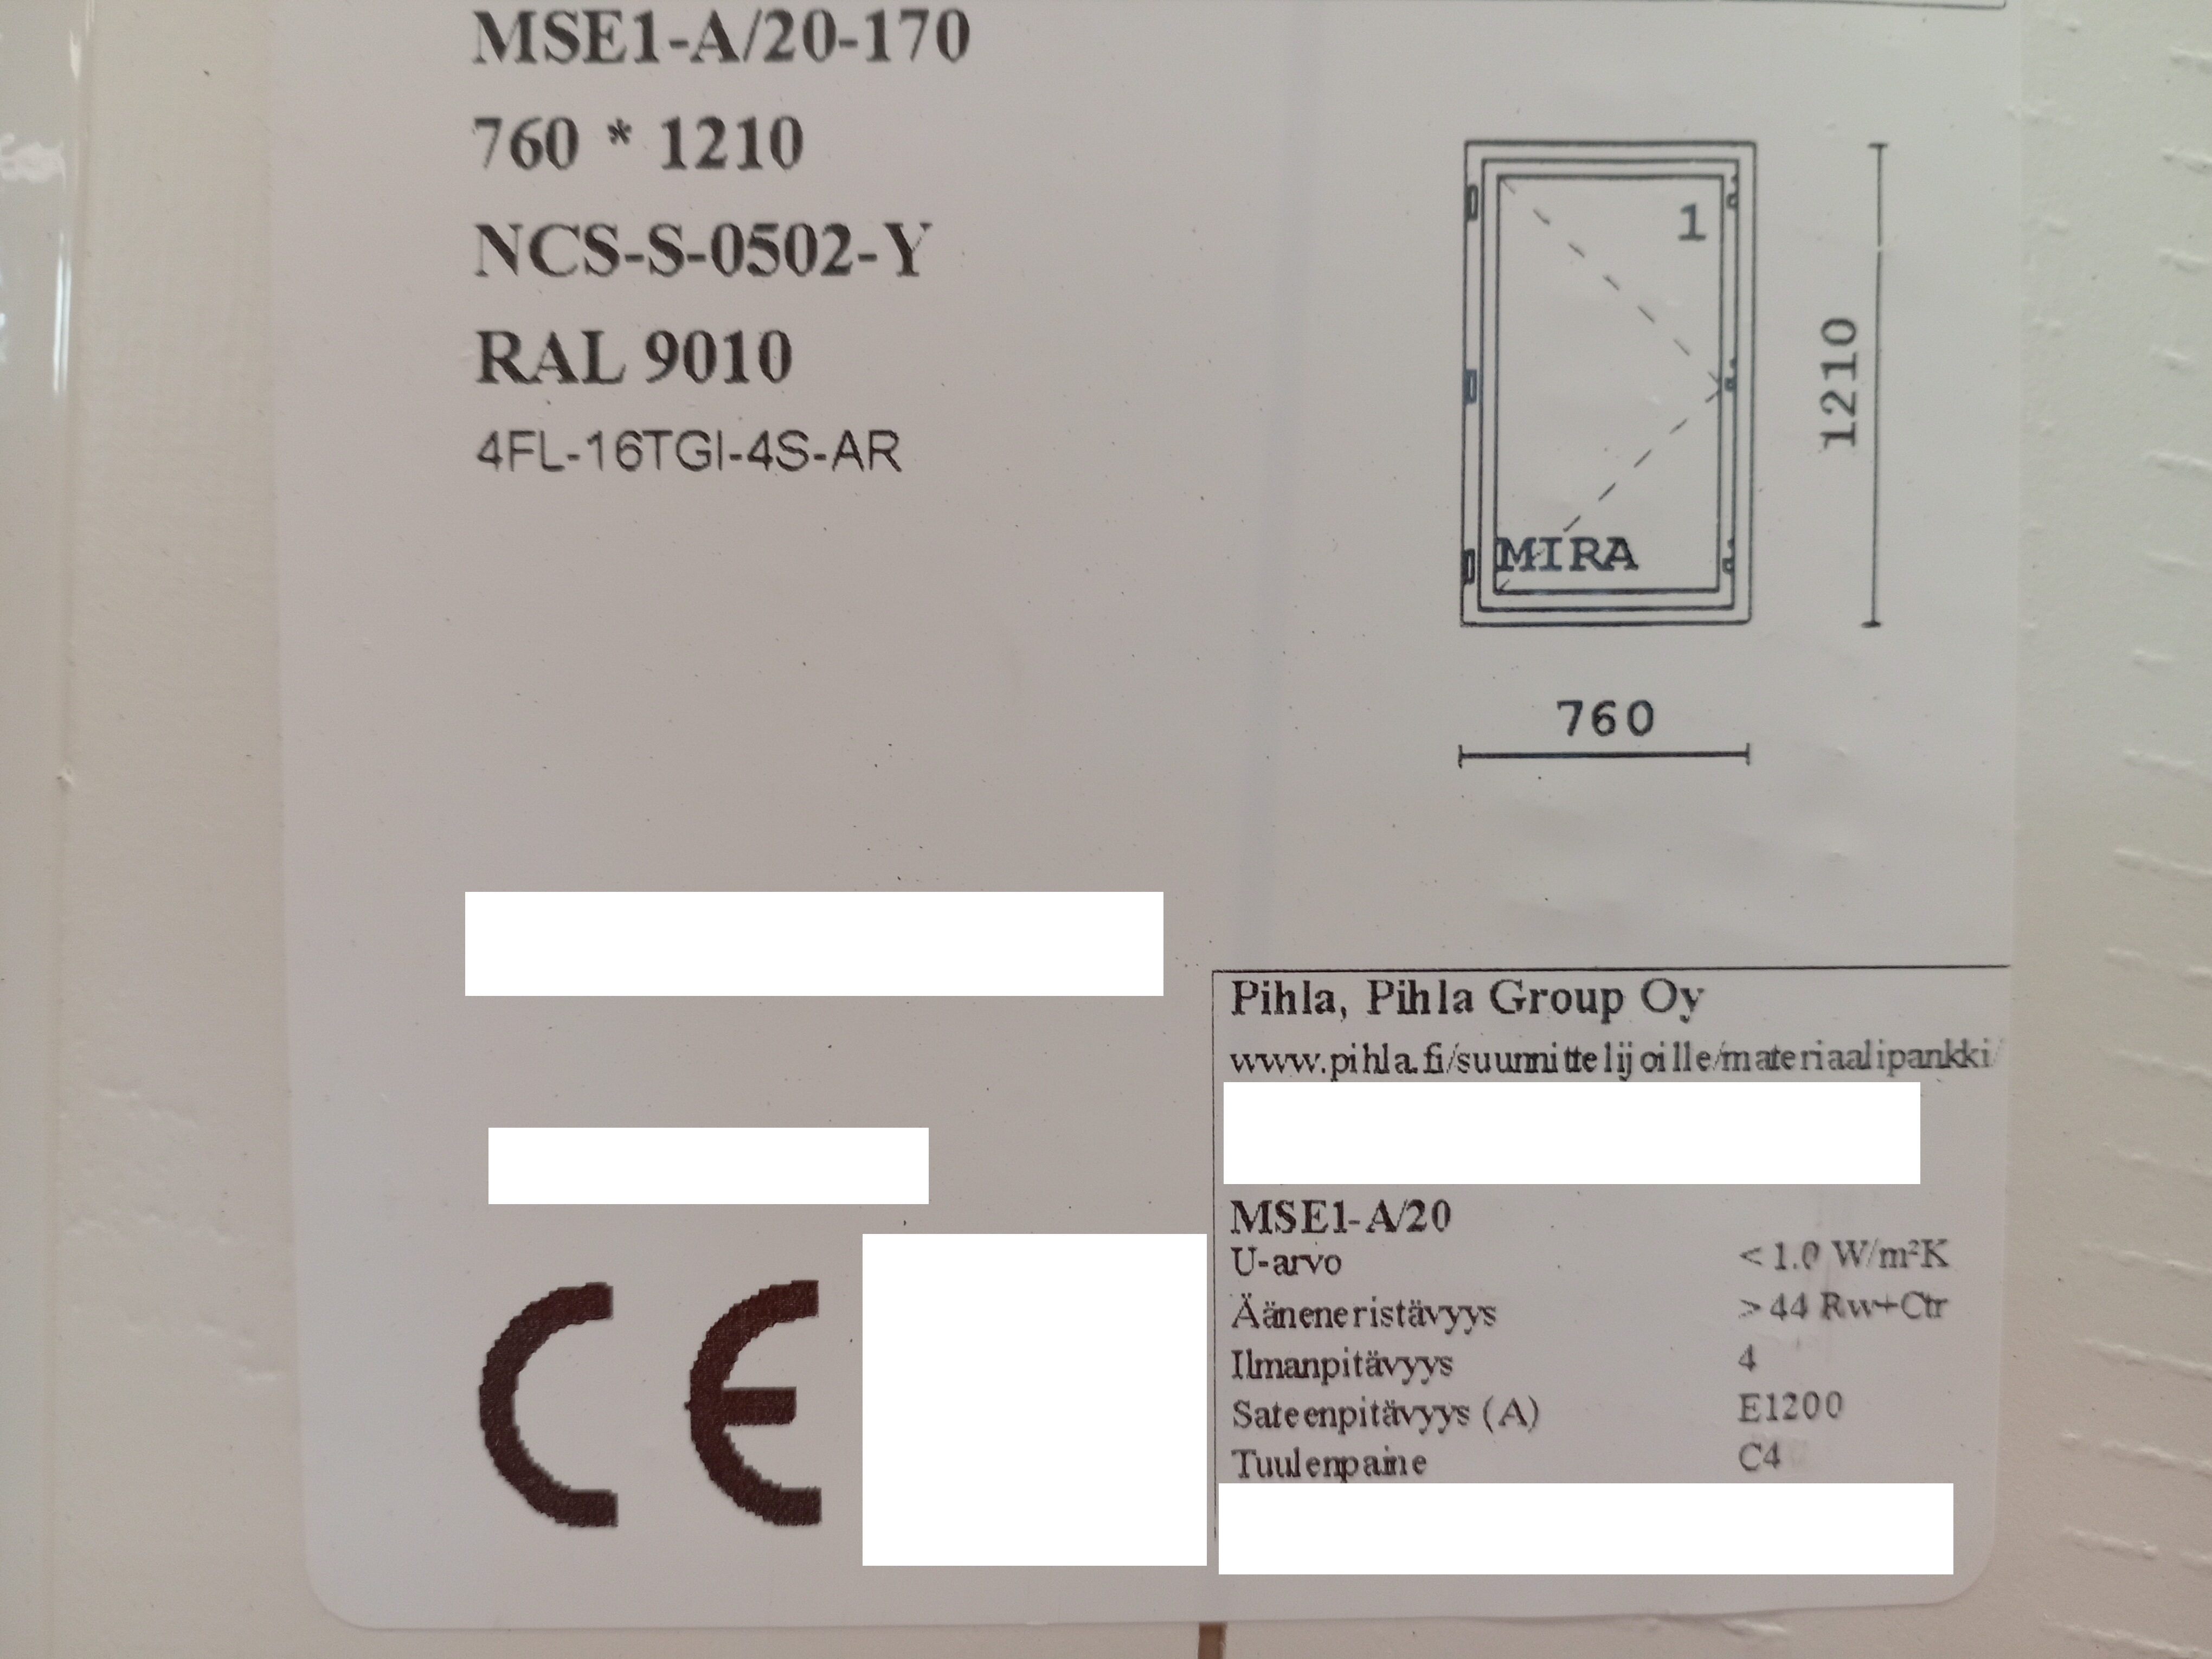 MSE1-A/20-170
760 * 1210
NCS-S-0502-Y
RAL 9010
4FL-16TGI-4S-AR
1
MIRA
1210
760
Pihla, Pihla Group Oy
www.pihla.fi/suunnittelijoille/materiaalipankki/
MSE1-A/20
U-arvo < 1.0 W/m²K
Ääneneristävyys > 44 Rw+Ctr
Ilmanpitävyys 4
Sateenpitävyys (A) E1200
Tuulenpaine C4
CE